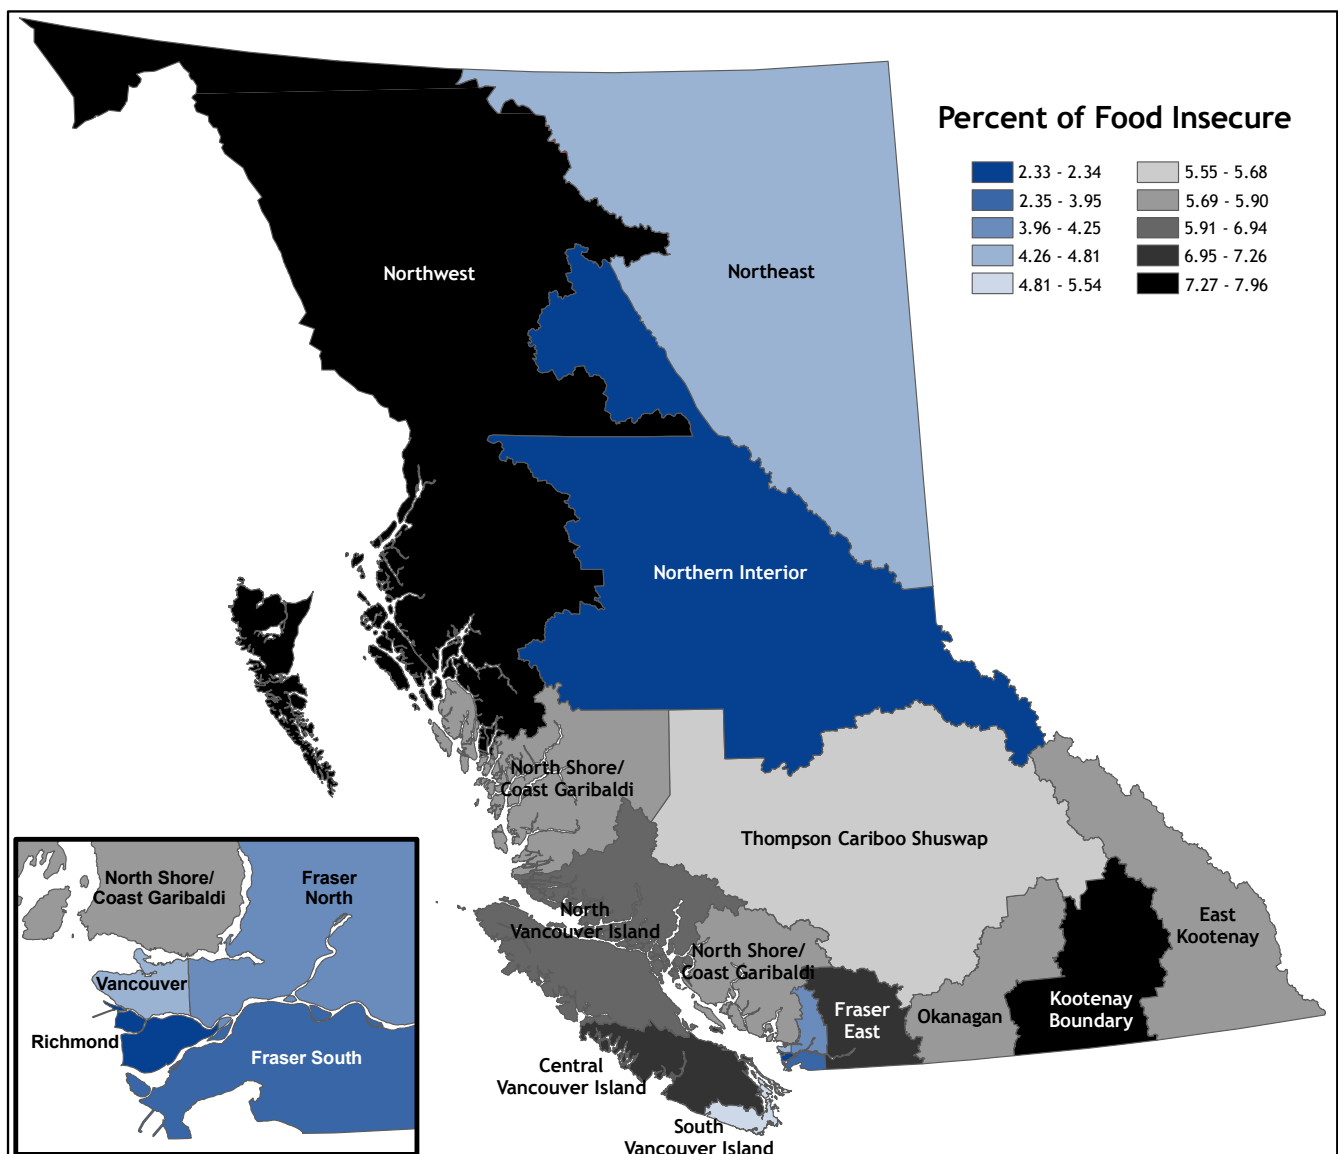 Percent of Food Insecure
2.33 - 2.34
2.35 - 3.95
3.96 - 4.25
4.26 - 4.81
4.81 - 5.54
5.55 - 5.68
5.69 - 5.90
5.91 - 6.94
6.95 - 7.26
7.27 - 7.96
Northwest
Northeast
Northern Interior
North Shore/
Coast Garibaldi
Thompson Cariboo Shuswap
North
Vancouver Island
North Shore/
Coast Garibaldi
East
Kootenay
Kootenay
Boundary
Okanagan
Fraser
East
Central
Vancouver Island
South
Vancouver Island
North Shore/
Coast Garibaldi
Fraser
North
Vancouver
Richmond
Fraser South